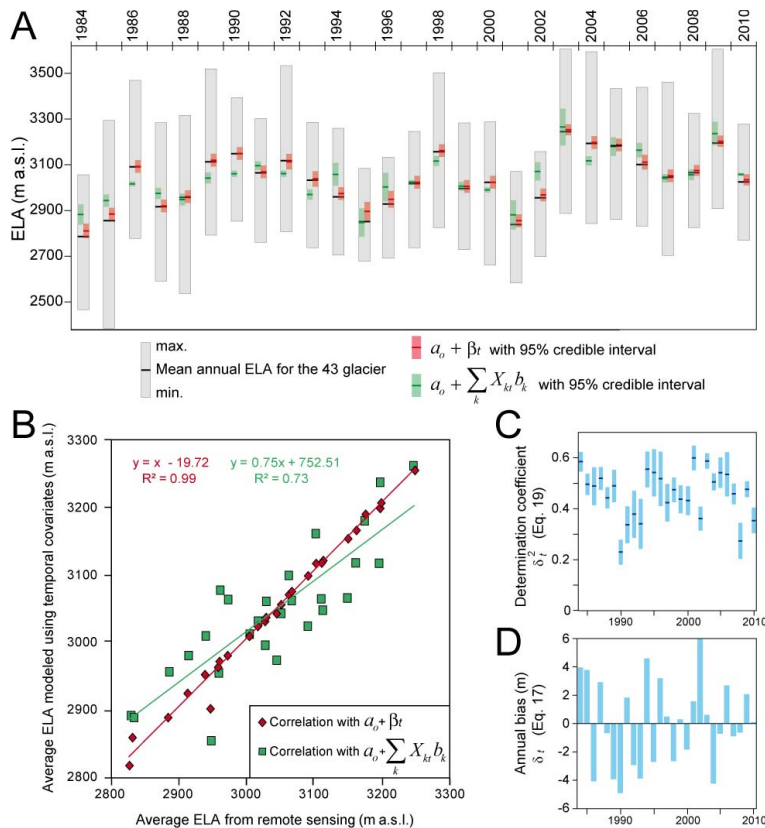 A
1984
1986
1988
1990
1992
1994
1996
1998
2000
2002
2004
2006
2008
2010
ELA (m a.s.l.)
3500
3300
3100
2900
2700
2500
max.
Mean annual ELA for the 43 glacier
min.
a_o + β_t with 95% credible interval
a_o + ∑_k X_kt b_k with 95% credible interval
B
Average ELA modeled using temporal covariates (m a.s.l.)
3300
3200
3100
3000
2900
2800
y = x - 19.72
R² = 0.99
y = 0.75x + 752.51
R² = 0.73
Correlation with a_o + β_t
Correlation with a_o + ∑_k X_kt b_k
2800 2900 3000 3100 3200 3300
Average ELA from remote sensing (m a.s.l.)
C
Determination coefficient
δ_t² (Eq. 19)
0.6
0.4
0.2
0
1990 2000 2010
D
Annual bias (m)
δ_t (Eq. 17)
6
4
2
0
-2
-4
-6
1990 2000 2010